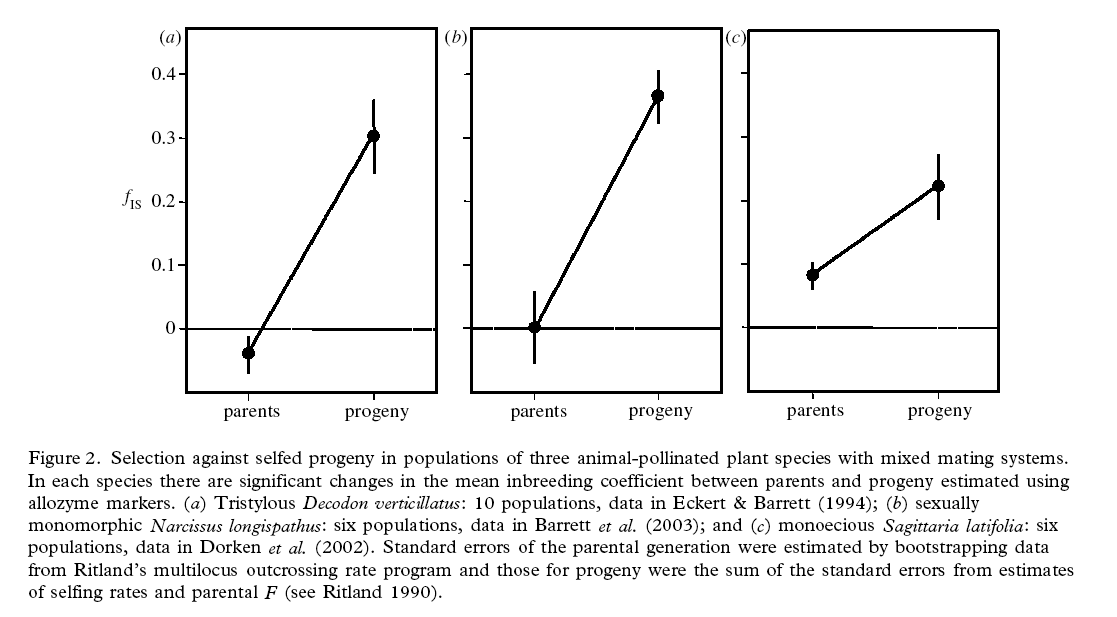 (a) (b) (c)
0.4
0.3
f_IS 0.2
0.1
0
parents progeny parents progeny parents progeny
Figure 2. Selection against selfed progeny in populations of three animal-pollinated plant species with mixed mating systems.
In each species there are significant changes in the mean inbreeding coefficient between parents and progeny estimated using
allozyme markers. (a) Tristylous Decodon verticillatus: 10 populations, data in Eckert & Barrett (1994); (b) sexually
monomorphic Narcissus longispathus: six populations, data in Barrett et al. (2003); and (c) monoecious Sagittaria latifolia: six
populations, data in Dorken et al. (2002). Standard errors of the parental generation were estimated by bootstrapping data
from Ritland's multilocus outcrossing rate program and those for progeny were the sum of the standard errors from estimates
of selfing rates and parental F (see Ritland 1990).